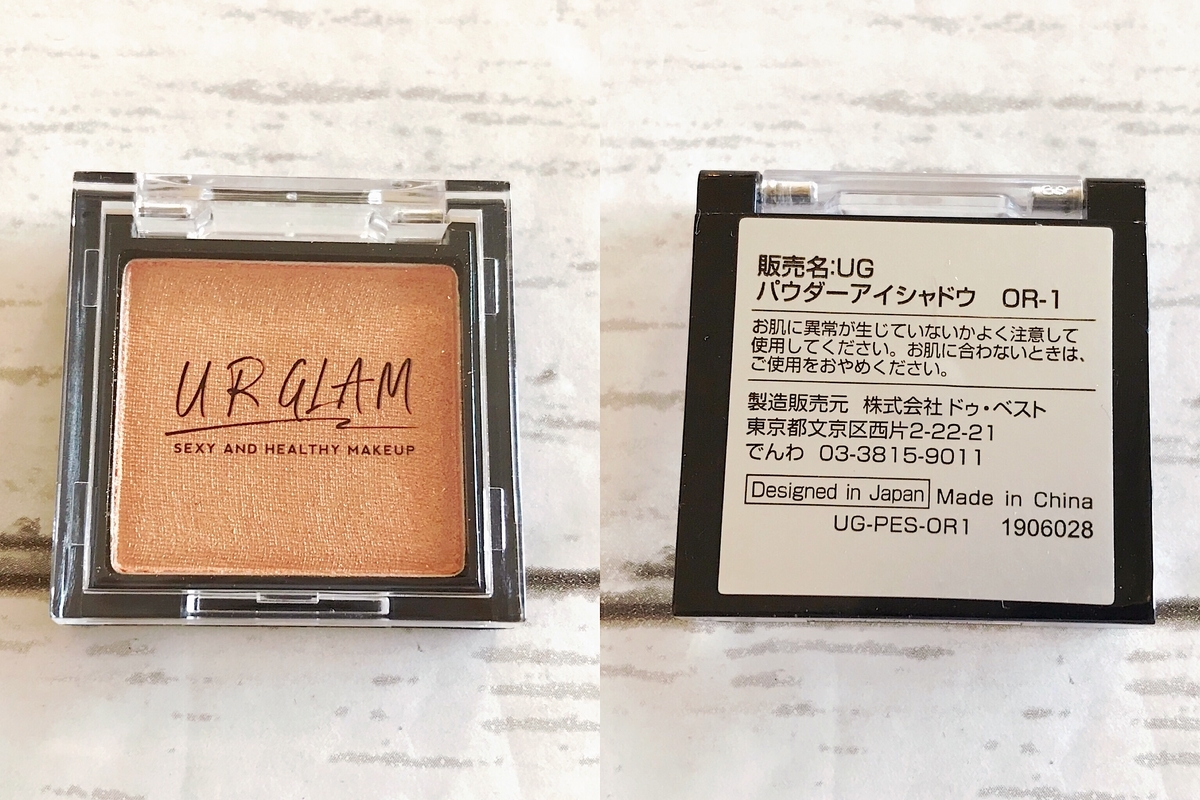 UR GLAM
SEXY AND HEALTHY MAKEUP
販売名:UG
パウダーアイシャドウ OR-1
お肌に異常が生じていないかよく注意して
使用してください。お肌に合わないときは、
ご使用をおやめください。
製造販売元 株式会社ドゥ・ベスト
東京都文京区西片2-22-21
でんわ 03-3815-9011
Designed in Japan Made in China
UG-PES-OR1 1906028